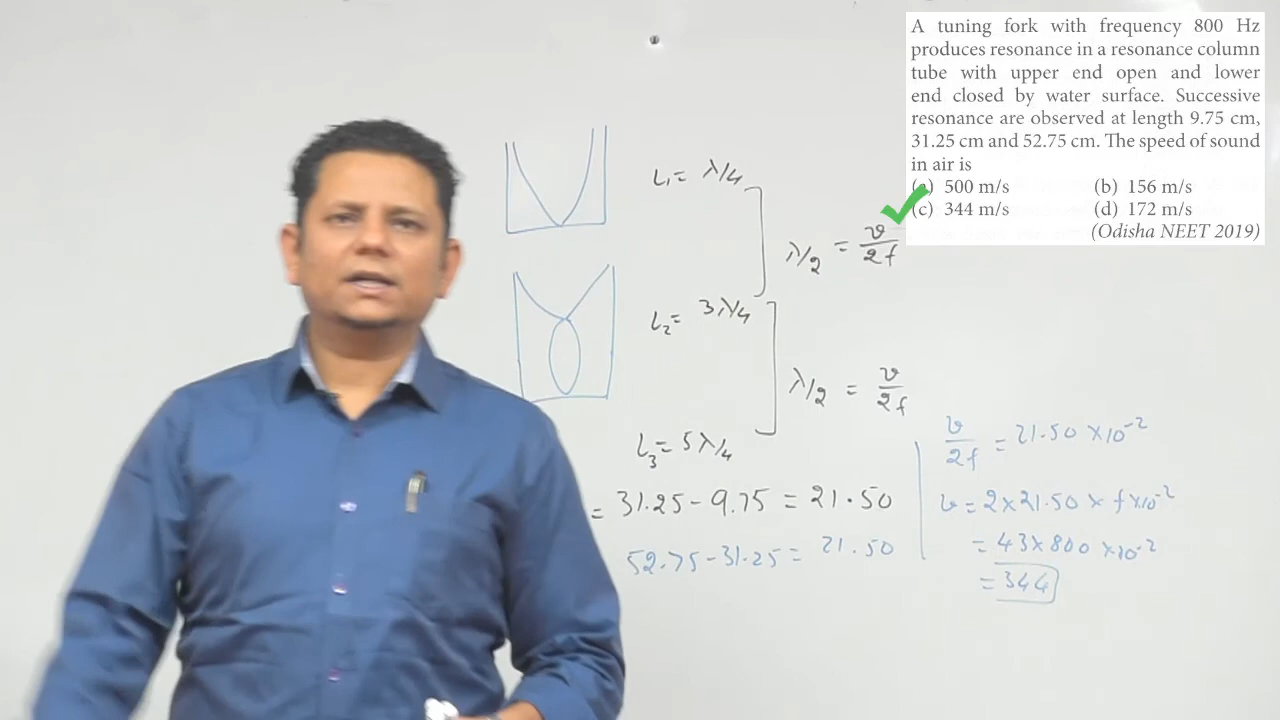 A tuning fork with frequency 800 Hz
produces resonance in a resonance column
tube with upper end open and lower
end closed by water surface. Successive
resonance are observed at length 9.75 cm,
31.25 cm and 52.75 cm. The speed of sound
in air is
(a) 500 m/s (b) 156 m/s
(c) 344 m/s (d) 172 m/s
(Odisha NEET 2019)
L₁ = λ/4
λ/2 = v/2f
L₂ = 3λ/4
λ/2 = v/2f
L₃ = 5λ/4
= 31.25 - 9.75 = 21.50
52.75 - 31.25 = 21.50
v/2f = 21.50 × 10⁻²
v = 2 × 21.50 × f × 10⁻²
= 43 × 800 × 10⁻²
= 344